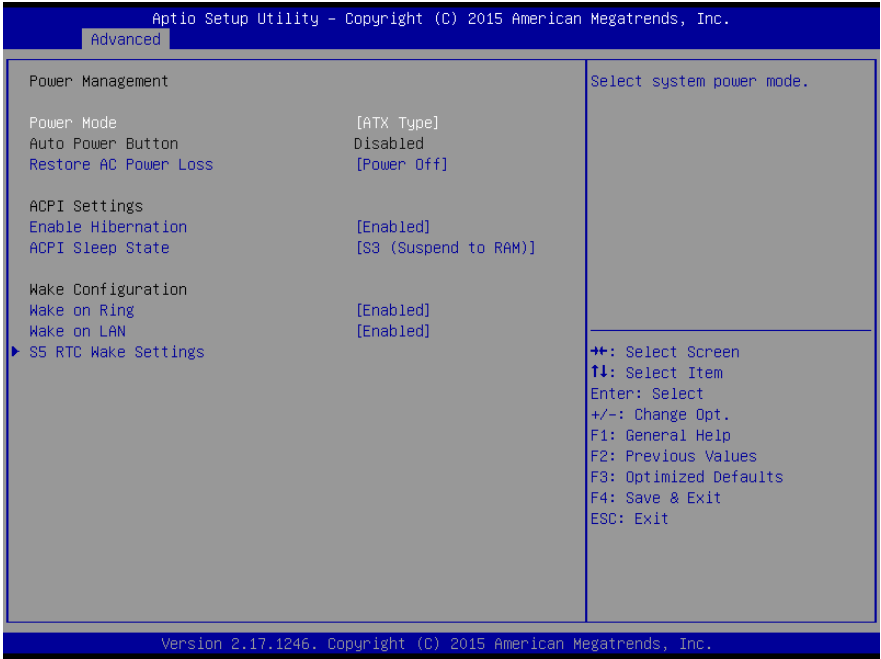 Aptio Setup Utility – Copyright (C) 2015 American Megatrends, Inc.
Advanced
Power Management
Power Mode [ATX Type]
Auto Power Button Disabled
Restore AC Power Loss [Power Off]
ACPI Settings
Enable Hibernation [Enabled]
ACPI Sleep State [S3 (Suspend to RAM)]
Wake Configuration
Wake on Ring [Enabled]
Wake on LAN [Enabled]
S5 RTC Wake Settings
Select system power mode.
→←: Select Screen
↑↓: Select Item
Enter: Select
+/-: Change Opt.
F1: General Help
F2: Previous Values
F3: Optimized Defaults
F4: Save & Exit
ESC: Exit
Version 2.17.1246. Copyright (C) 2015 American Megatrends, Inc.